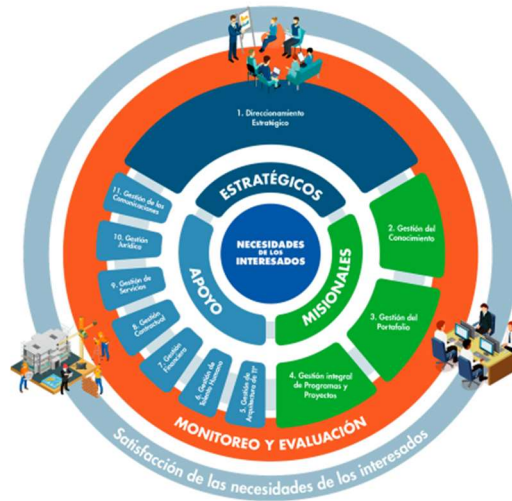 1. Direccionamiento
Estratégico
ESTRATÉGICOS
NECESIDADES
DE LOS
INTERESADOS
MISIONALES
APOYO
2. Gestión del
Conocimiento
3. Gestión del
Portafolio
4. Gestión integral
de Programas y
Proyectos
5. Gestión de
Arquitectura de TI
6. Gestión de
Talento Humano
7. Gestión
Financiera
8. Gestión
Contractual
9. Gestión de
Servicios
10. Gestión
Jurídica
11. Gestión de las
Comunicaciones
MONITOREO Y EVALUACIÓN
Satisfacción de las necesidades de los interesados